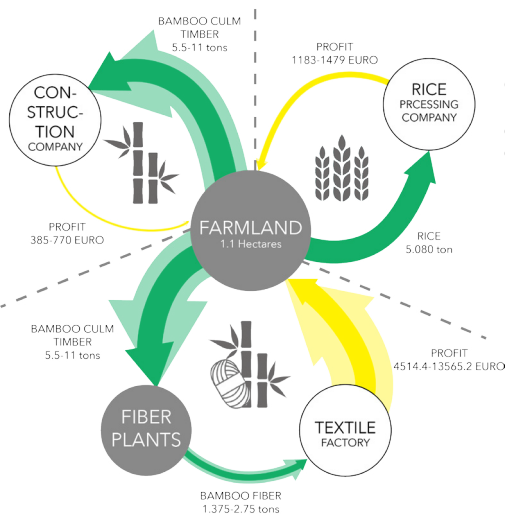 BAMBOO CULM
TIMBER
5.5-11 tons
PROFIT
1183-1479 EURO
CON-
STRUC-
TION
COMPANY
RICE
PRCESSING
COMPANY
FARMLAND
1.1 Hectares
PROFIT
385-770 EURO
RICE
5.080 ton
BAMBOO CULM
TIMBER
5.5-11 tons
PROFIT
4514.4-13565.2 EURO
FIBER
PLANTS
TEXTILE
FACTORY
BAMBOO FIBER
1.375-2.75 tons